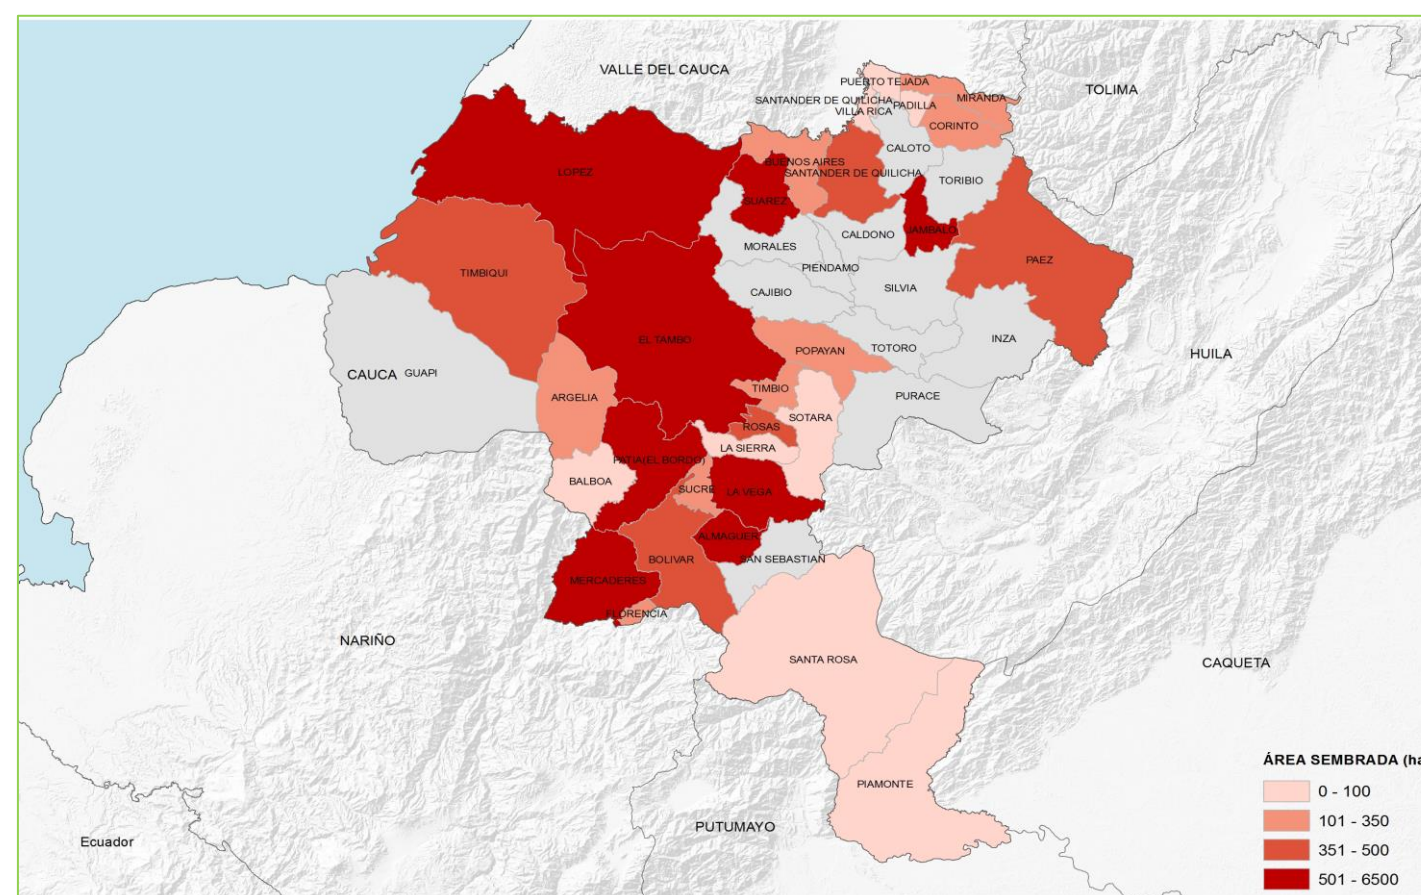 VALLE DEL CAUCA
TOLIMA
PUERTO TEJADA
SANTANDER DE QUILICHA
VILLA RICA
PADILLA
MIRANDA
CORINTO
CALOTO
BUENOS AIRES
SANTANDER DE QUILICHA
TORIBIO
LOPEZ
SUAREZ
JAMBALO
CALDONO
MORALES
PIENDAMO
PAEZ
TIMBIQUI
CAJIBIO
SILVIA
EL TAMBO
POPAYAN
TOTORO
INZA
HUILA
CAUCA
GUAPI
ARGELIA
TIMBIO
PURACE
SOTARA
ROSAS
LA SIERRA
PATIA(EL BORDO)
BALBOA
SUCRE
LA VEGA
ALMAGUER
BOLIVAR
SAN SEBASTIAN
MERCADERES
FLORENCIA
NARIÑO
SANTA ROSA
CAQUETA
PIAMONTE
PUTUMAYO
Ecuador
ÁREA SEMBRADA (ha
0 - 100
101 - 350
351 - 500
501 - 6500